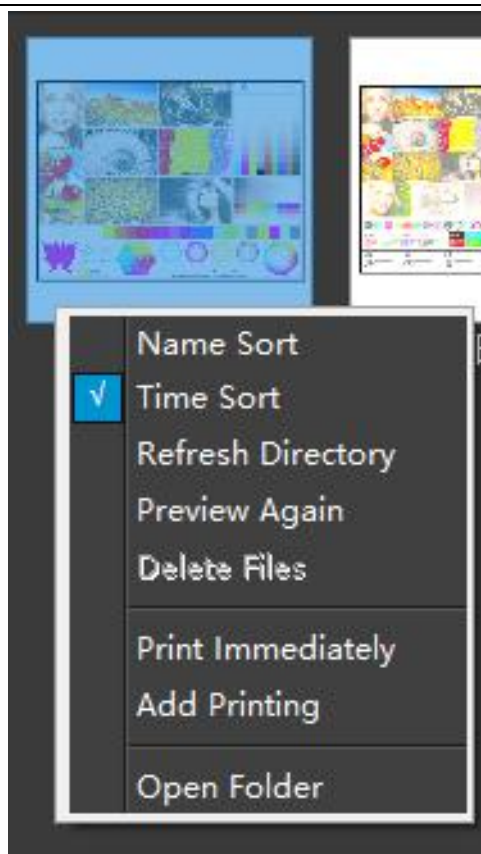 Name Sort
√ Time Sort
Refresh Directory
Preview Again
Delete Files
Print Immediately
Add Printing
Open Folder